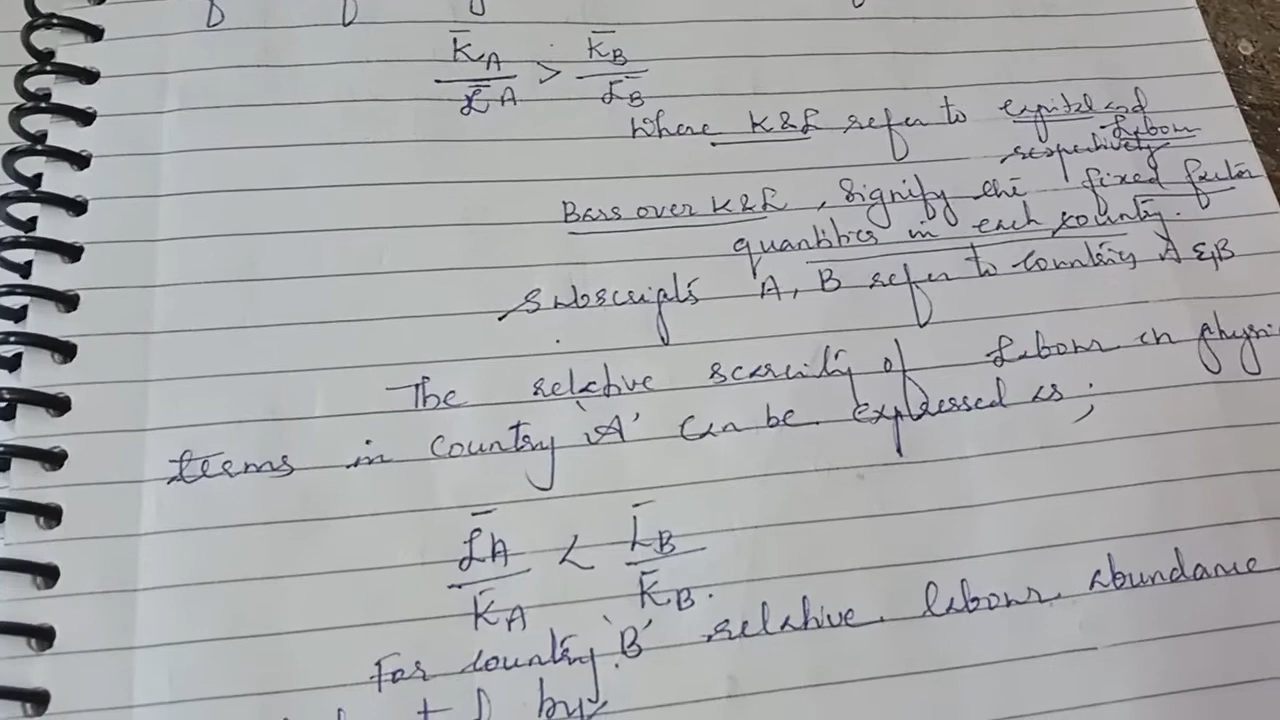 K̄A / L̄A > K̄B / L̄B
Where K & L refer to capital and
Labour
respectively
Bars over K & L, Signify the fixed factor
quantities in each country.
Subscripts A, B refer to country A & B
The relative scarcity of Labour in physi
terms in country 'A' can be expressed as;
L̄A / K̄A < L̄B / K̄B.
For country 'B' relative labour abundance
by